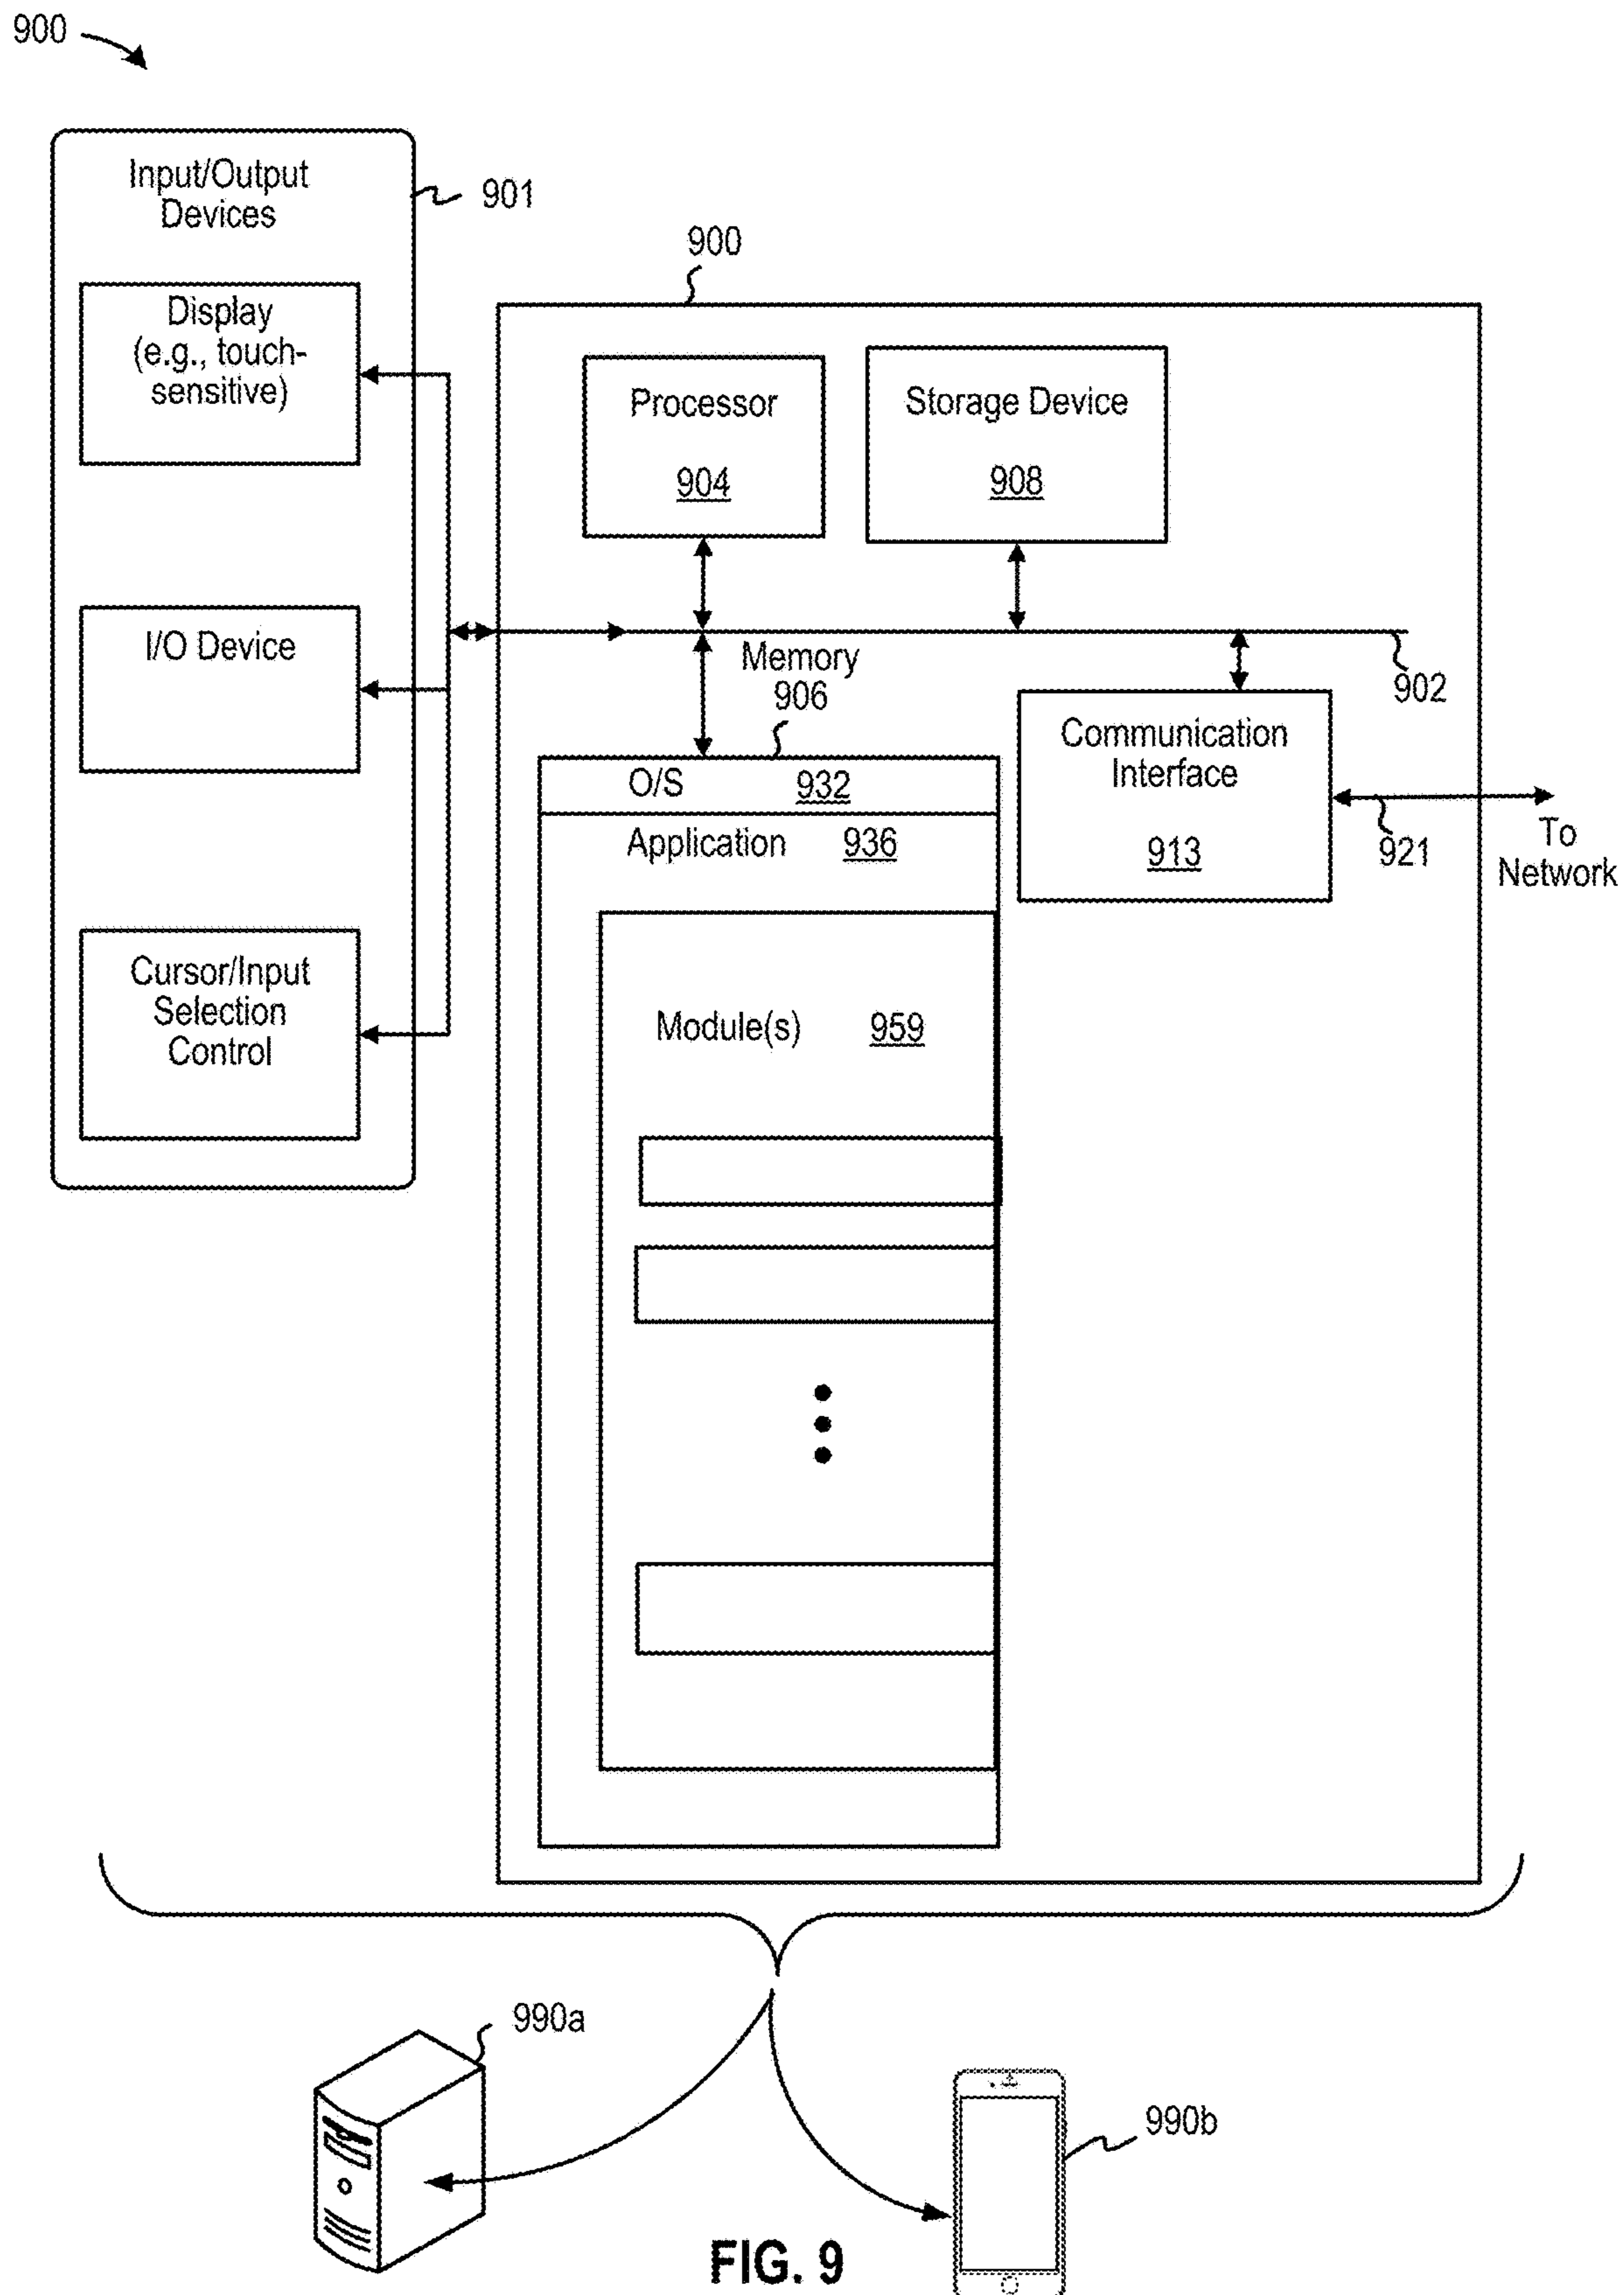 900
Input/Output
Devices
901
Display
(e.g., touch-
sensitive)
I/O Device
Cursor/Input
Selection
Control
900
Processor
904
Storage Device
908
902
Memory
906
O/S 932
Application 936
Module(s) 959
Communication
Interface
913
921
To
Network
990a
990b
FIG. 9